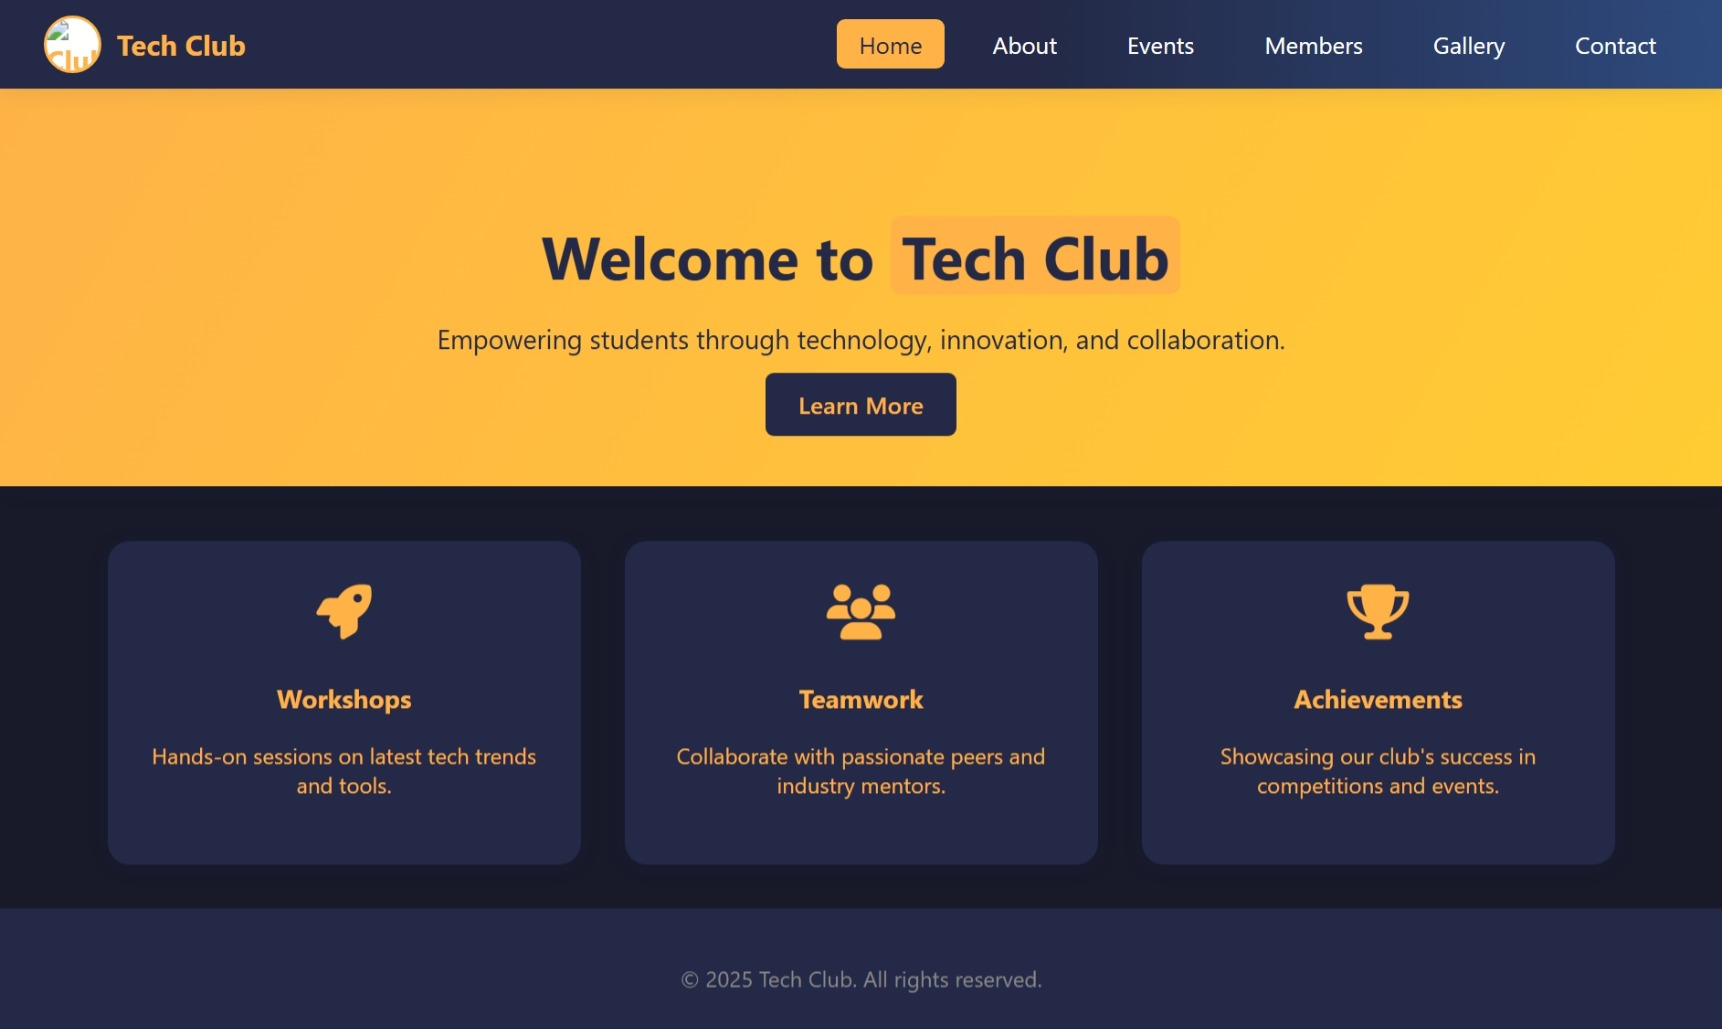 Tech Club
Home
About
Events
Members
Gallery
Contact
Welcome to Tech Club
Empowering students through technology, innovation, and collaboration.
Learn More
Workshops
Hands-on sessions on latest tech trends
and tools.
Teamwork
Collaborate with passionate peers and
industry mentors.
Achievements
Showcasing our club's success in
competitions and events.
© 2025 Tech Club. All rights reserved.